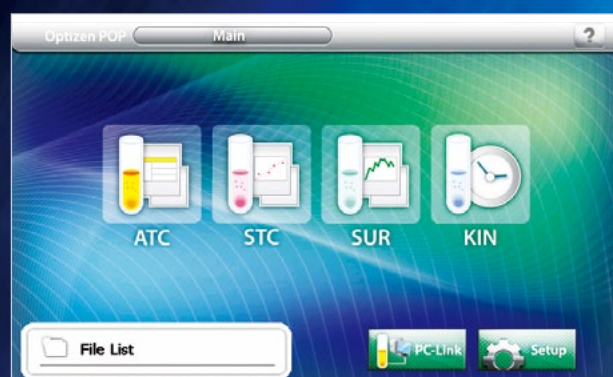 Optizen POP Main ?
ATC STC SUR KIN
File List PC-Link Setup